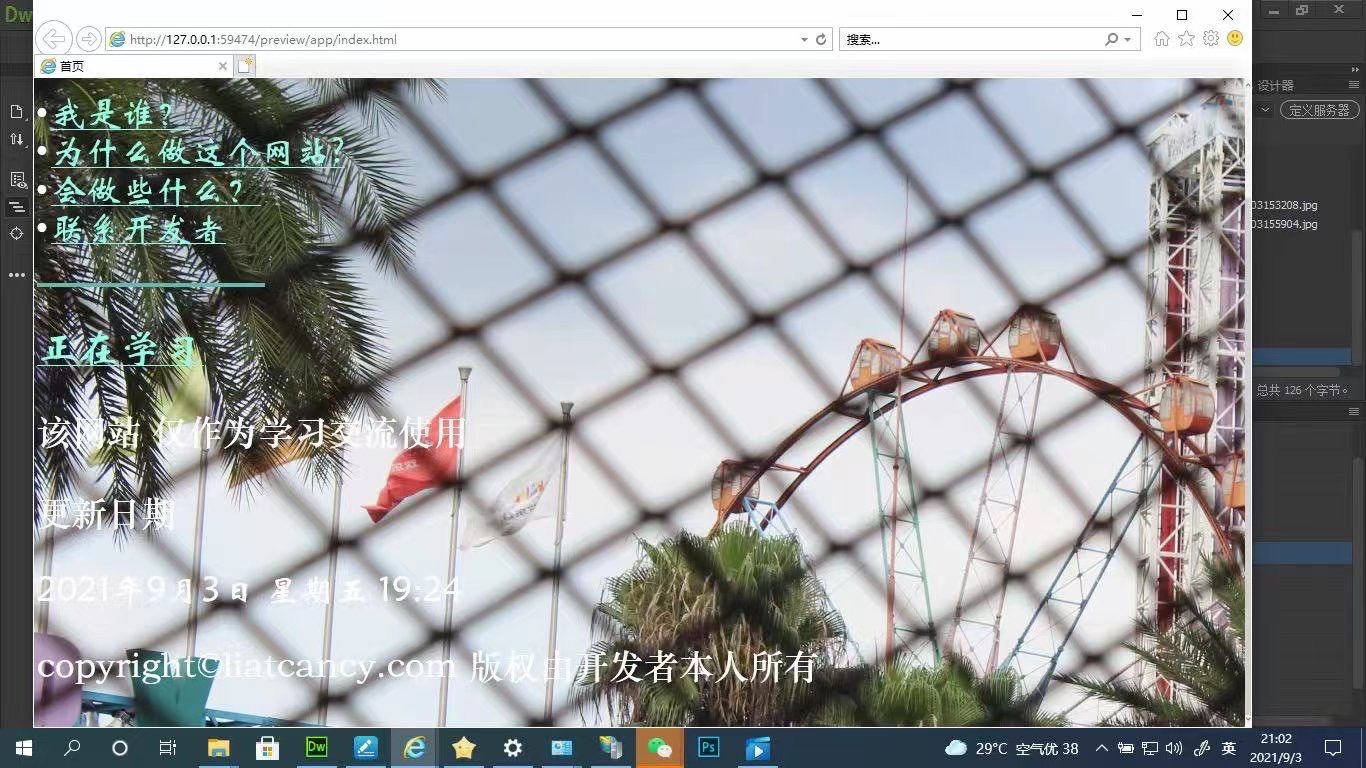 Dw
http://127.0.0.1:59474/preview/app/index.html
搜索...
首页
设计器
定义服务器
03153208.jpg
03155904.jpg
总共 126 个字节。
•我是谁?
•为什么做这个网站?
•会做些什么?
•联系开发者
正在学习
该网站 仅作为学习交流使用
更新日期
2021年9月3日 星期五 19:24
copyright©liatcancy.com 版权由开发者本人所有
Dw
Ps
29°C 空气优 38
英
21:02
2021/9/3